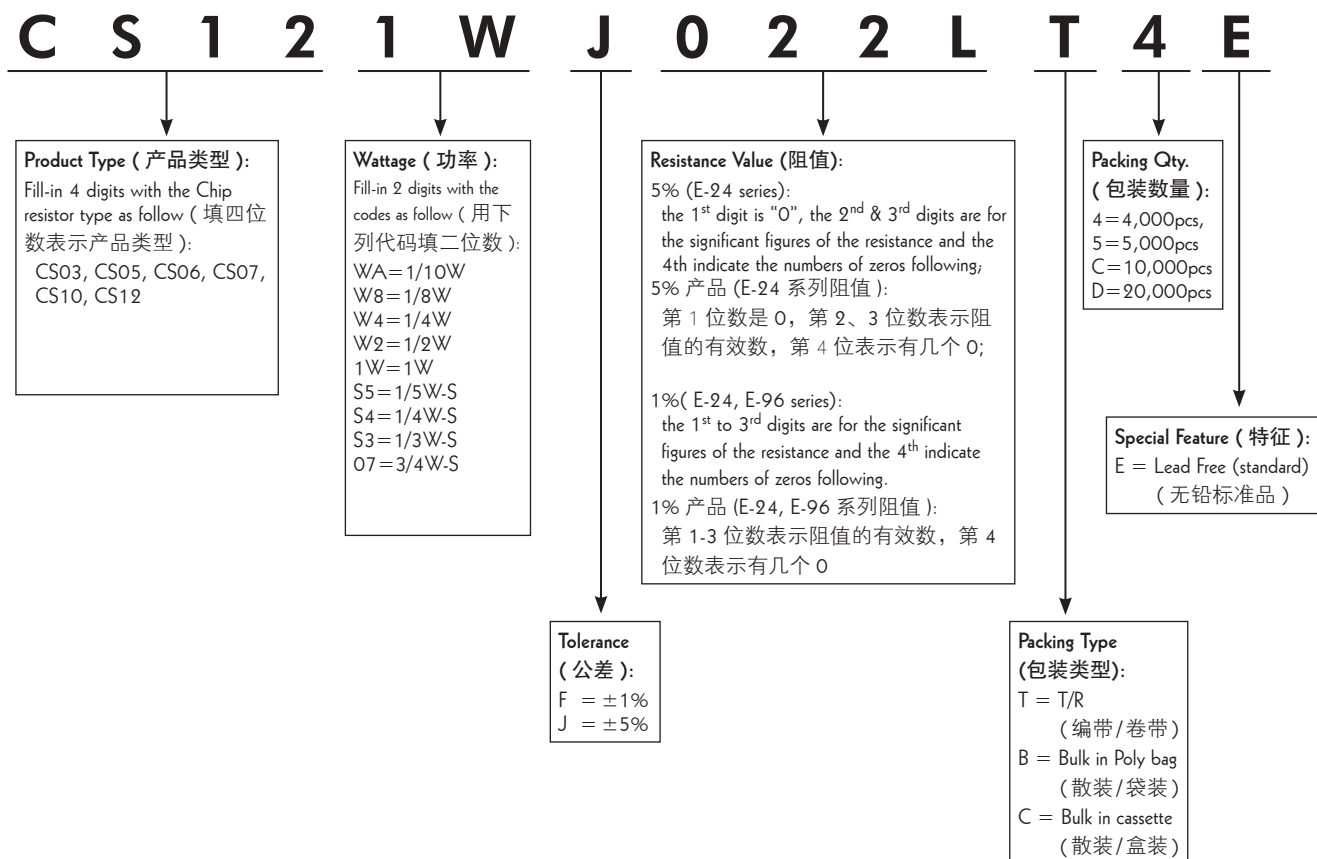 C S 1 2 1 W J 0 2 2 L T 4 E
Product Type ( 产品类型 ):
Fill-in 4 digits with the Chip
resistor type as follow ( 填四位
数表示产品类型 ):
CS03, CS05, CS06, CS07,
CS10, CS12
Wattage ( 功率 ):
Fill-in 2 digits with the
codes as follow ( 用下
列代码填二位数 ):
WA=1/10W
W8=1/8W
W4=1/4W
W2=1/2W
1W=1W
S5=1/5W-S
S4=1/4W-S
S3=1/3W-S
07=3/4W-S
Tolerance
( 公差 ):
F = ±1%
J = ±5%
Resistance Value (阻值):
5% (E-24 series):
the 1st digit is “0”, the 2nd & 3rd digits are for
the significant figures of the resistance and the
4th indicate the numbers of zeros following;
5% 产品 (E-24 系列阻值 ):
第 1 位数是 0，第 2、3 位数表示阻
值的有效数，第 4 位表示有几个 0;
1%( E-24, E-96 series):
the 1st to 3rd digits are for the significant
figures of the resistance and the 4th indicate
the numbers of zeros following.
1% 产品 (E-24, E-96 系列阻值 ):
第 1-3 位数表示阻值的有效数，第 4
位数表示有几个 0
Packing Type
(包装类型):
T = T/R
( 编带/卷带 )
B = Bulk in Poly bag
( 散装/袋装 )
C = Bulk in cassette
( 散装/盒装 )
Packing Qty.
( 包装数量 ):
4=4,000pcs,
5=5,000pcs
C=10,000pcs
D=20,000pcs
Special Feature ( 特征 ):
E = Lead Free (standard)
( 无铅标准品 )